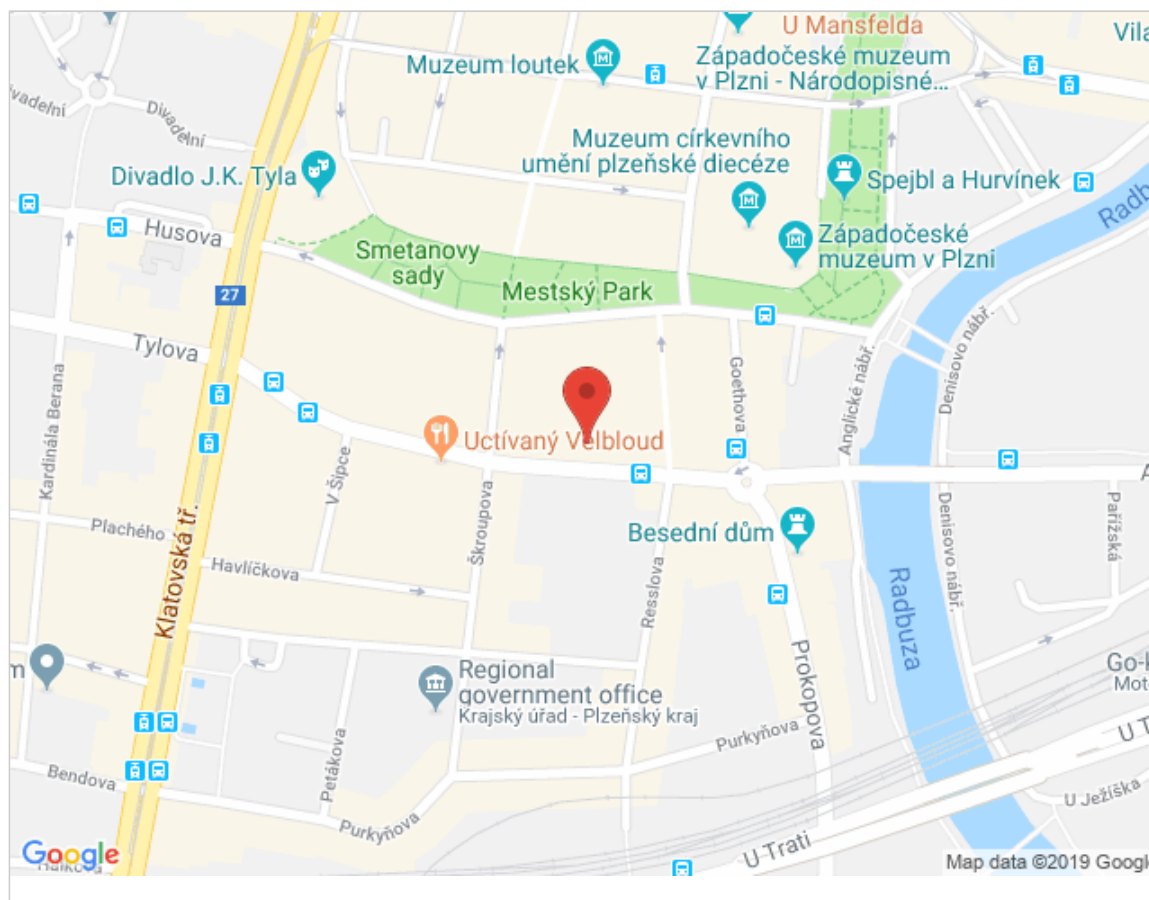 U Mansfelda
Muzeum loutek
Západočeské muzeum
v Plzni - Národopisné…
Divadelní
Muzeum církevního
umění plzeňské diecéze
Divadlo J.K. Tyla
Spejbl a Hurvínek
Husova
Smetanovy
sady
Západočeské
muzeum v Plzni
27
Mestský Park
Tylova
Goethova
Anglické nábř.
Denisovo nábř.
Kardinála Berana
Uctívaný Velbloud
V Šipce
Škroupova
Plachého
Besední dům
Denisovo nábř.
Pařížská
Havlíčkova
Klatovská tř.
Resslova
Radbuza
Prokopova
Regional
government office
Krajský úřad - Plzeňský kraj
Purkyňova
Petákova
Bendova
U Ježíška
Purkyňova
U Trati
Google
Map data ©2019 Google